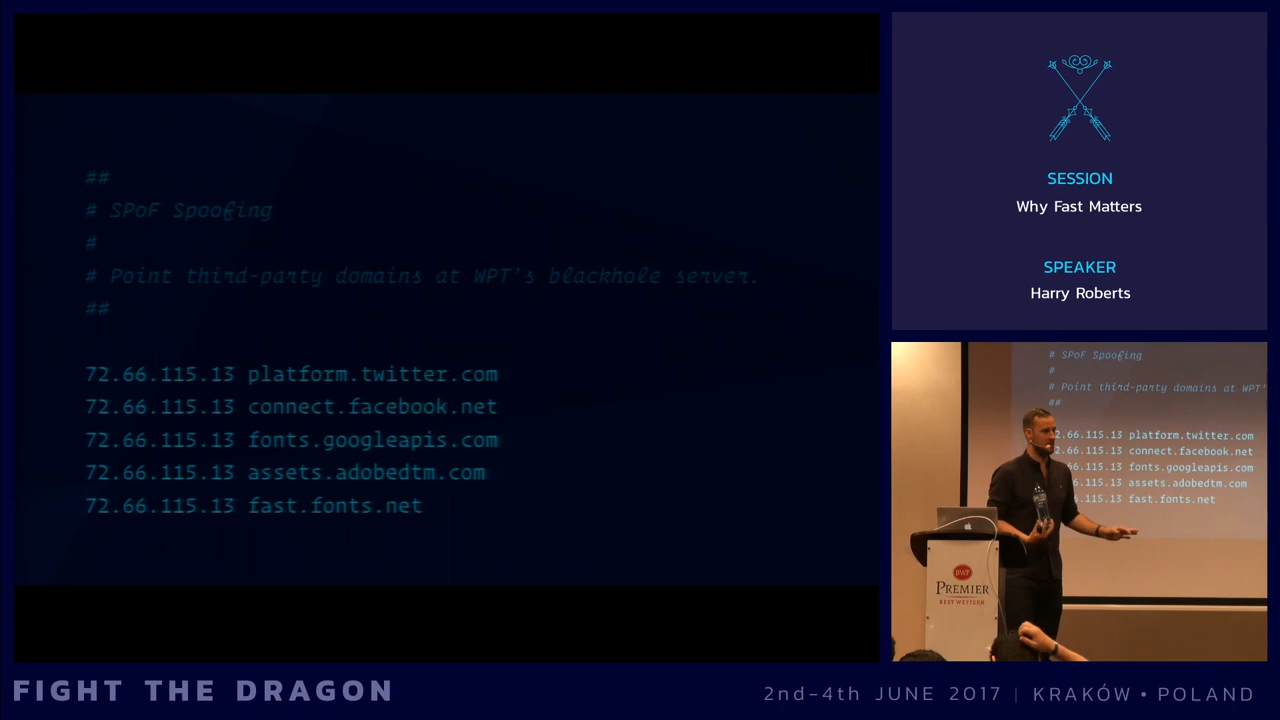 ##
# SPoF Spoofing
#
# Point third-party domains at WPT's blackhole server.
##
72.66.115.13 platform.twitter.com
72.66.115.13 connect.facebook.net
72.66.115.13 fonts.googleapis.com
72.66.115.13 assets.adobedtm.com
72.66.115.13 fast.fonts.net
SESSION
Why Fast Matters
SPEAKER
Harry Roberts
# SPoF Spoofing
#
# Point third-party domains at WPT'
##
2.66.115.13 platform.twitter.com
.66.115.13 connect.facebook.net
.66.115.13 fonts.googleapis.com
6.115.13 assets.adobedtm.com
6.115.13 fast.fonts.net
BWP
PREMIER
BEST WESTERN
FIGHT THE DRAGON
2nd-4th JUNE 2017 | KRAKÓW • POLAND